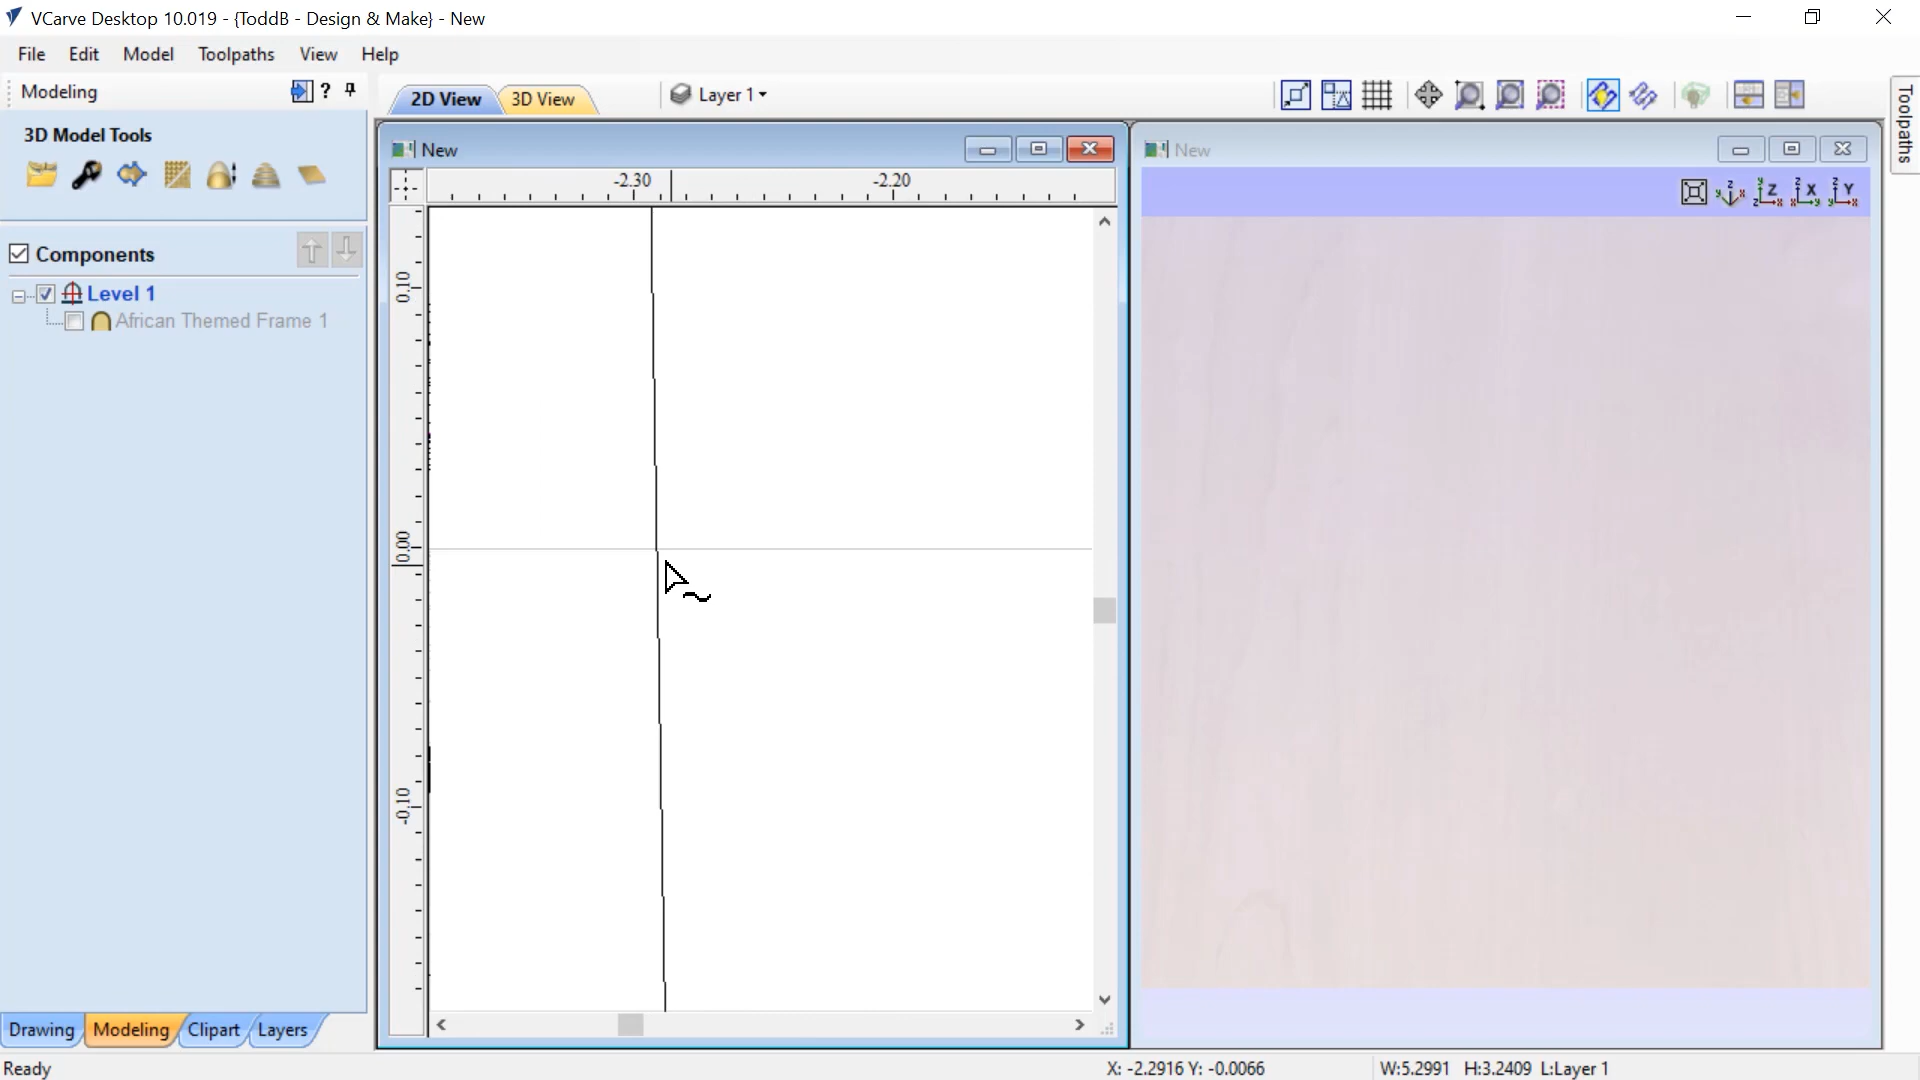 VCarve Desktop 10.019 - {ToddB - Design & Make} - New
File Edit Model Toolpaths View Help
Modeling
?
2D View 3D View
Layer 1
Toolpaths
3D Model Tools
New
New
-2.30 -2.20
Components
Level 1
African Themed Frame 1
0.10
0.00
-0.10
Drawing Modeling Clipart Layers
Ready
X: -2.2916 Y: -0.0066
W:5.2991 H:3.2409 L:Layer 1